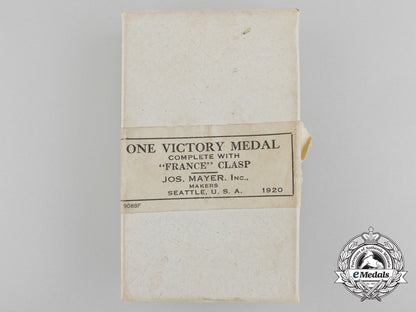 ONE VICTORY MEDAL
COMPLETE WITH
"FRANCE" CLASP
JOS. MAYER, INC.,
MAKERS
SEATTLE, U. S. A. 1920
9088F
eMedals